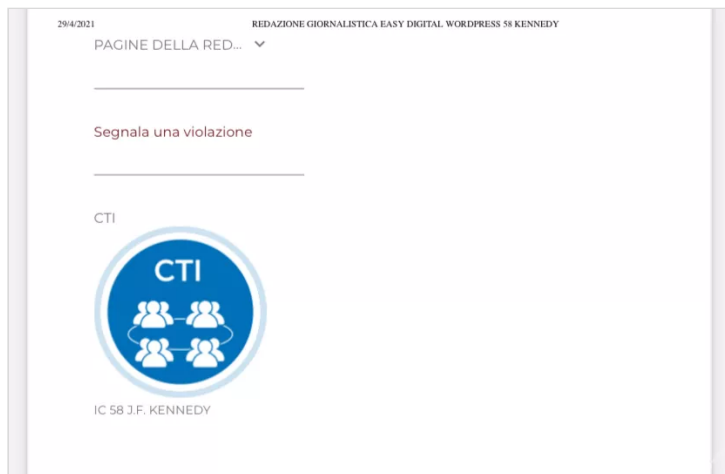 29/4/2021 REDAZIONE GIORNALISTICA EASY DIGITAL WORDPRESS 58 KENNEDY
PAGINE DELLA RED...
Segnala una violazione
CTI
CTI
IC 58 J.F. KENNEDY